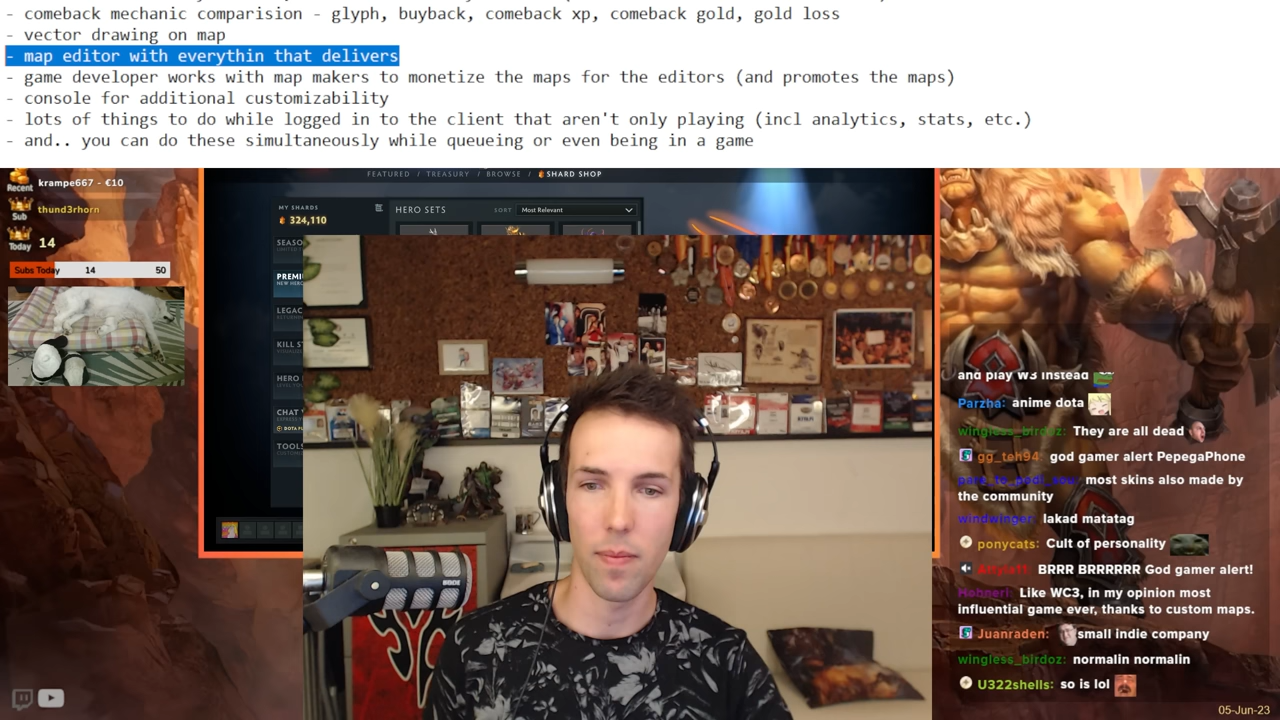 - comeback mechanic comparision - glyph, buyback, comeback xp, comeback gold, gold loss
- vector drawing on map
- map editor with everythin that delivers
- game developer works with map makers to monetize the maps for the editors (and promotes the maps)
- console for additional customizability
- lots of things to do while logged in to the client that aren't only playing (incl analytics, stats, etc.)
- and.. you can do these simultaneously while queueing or even being in a game
Recent krampe667 - €10
Sub thund3rhorn
Today 14
Subs Today 14 50
FEATURED / TREASURY / BROWSE / SHARD SHOP
MY SHARDS
324,110
HERO SETS
SORT Most Relevant
and play W3 instead
Parzha: anime dota
wingless_birdoz: They are all dead
gg_teh94: god gamer alert PepegaPhone
most skins also made by
the community
windwinger: lakad matatag
ponycats: Cult of personality
BRRR BRRRRRR God gamer alert!
Like WC3, in my opinion most
influential game ever, thanks to custom maps.
Juanraden: small indie company
wingless_birdoz: normalin normalin
U322shells: so is lol
05-Jun-23